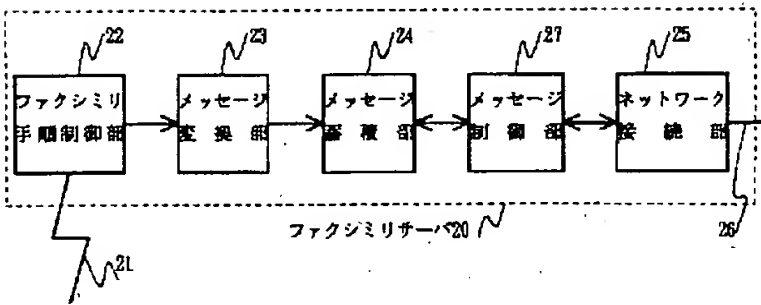 22
23
24
27
25
ファクシミリ
手順制御部
メッセージ
変換部
メッセージ
蓄積部
メッセージ
制御部
ネットワーク
接続部
ファクシミリサーバ20
26
21